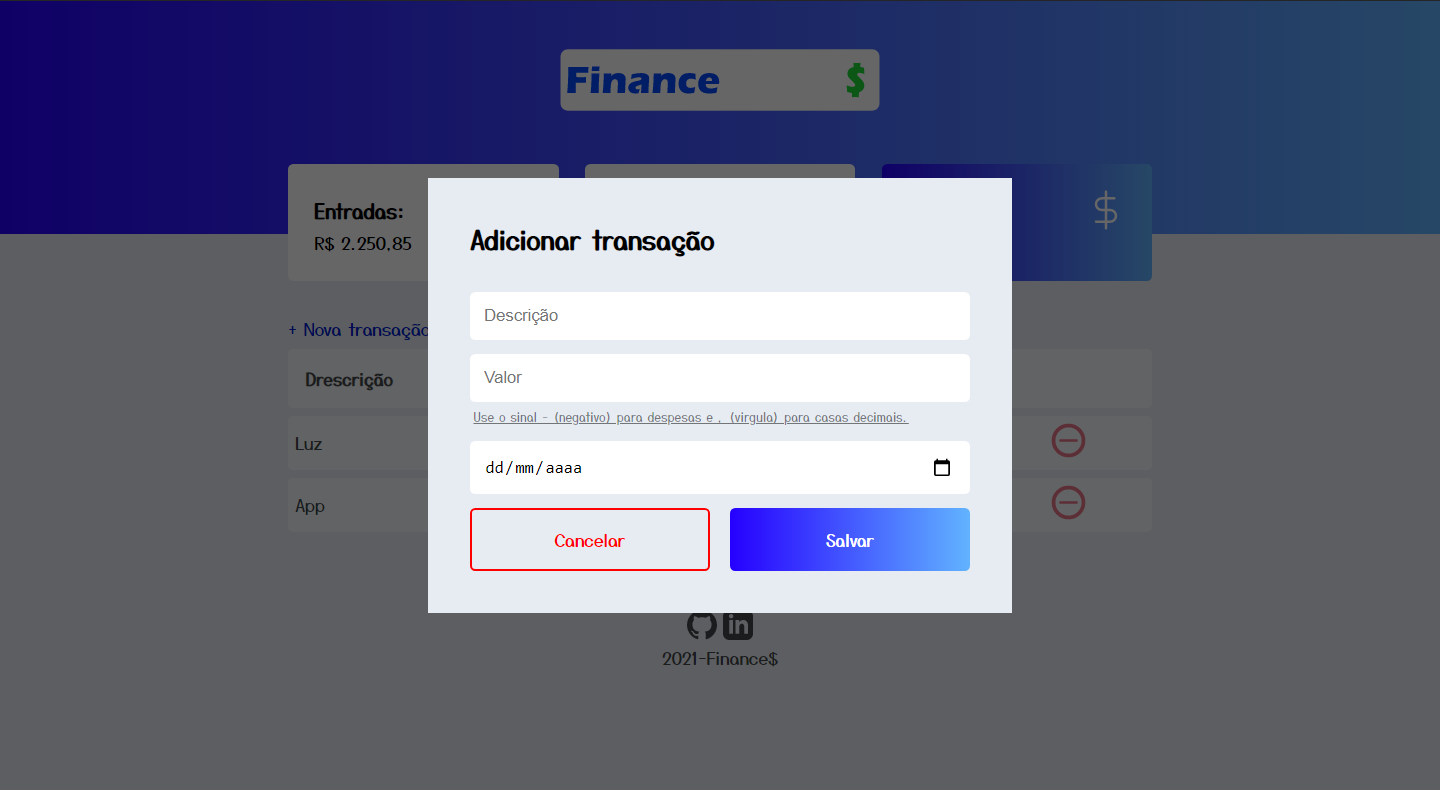 Finance $
Entradas:
R$ 2.250,85
$
+ Nova transação
Drescrição
Luz
App
Adicionar transação
Descrição
Valor
Use o sinal - (negativo) para despesas e , (virgula) para casas decimais.
dd/mm/aaaa
Cancelar
Salvar
in
2021-Finance$